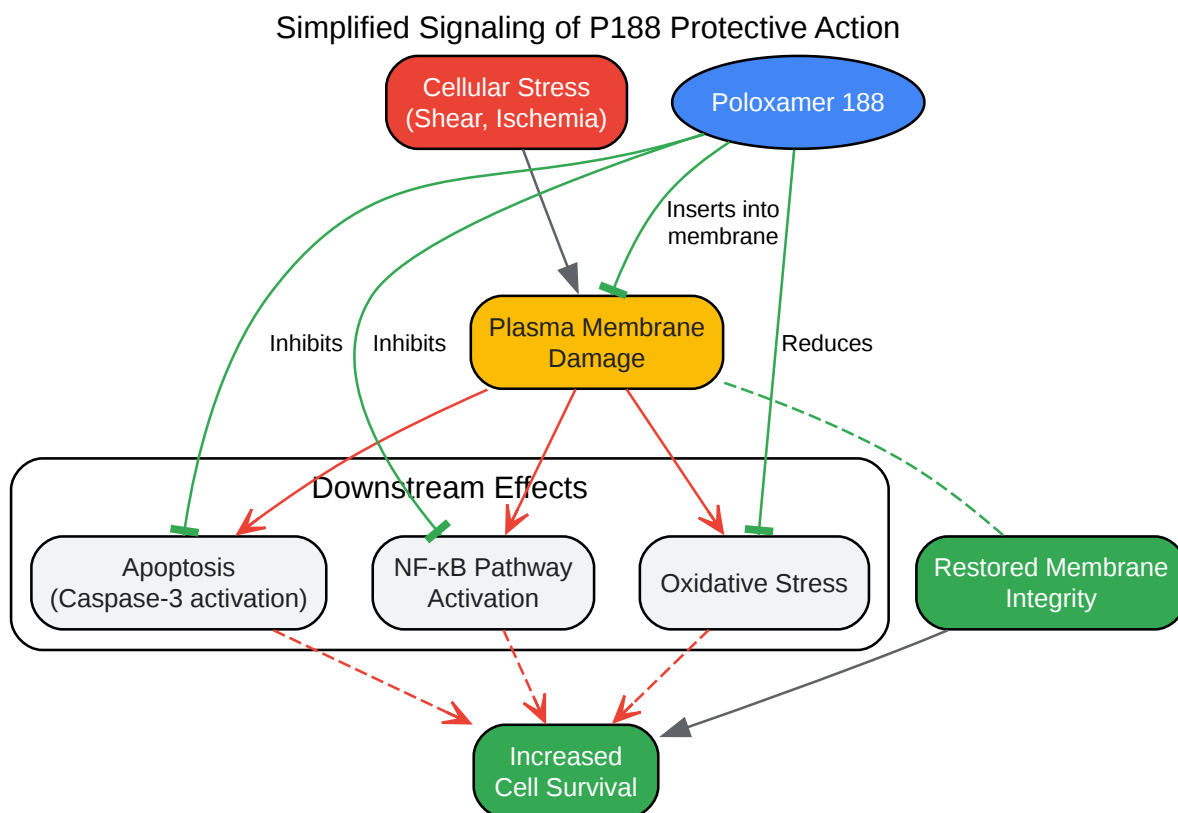 Simplified Signaling of P188 Protective Action
Cellular Stress
(Shear, Ischemia)
Poloxamer 188
Inserts into
membrane
Inhibits
Inhibits
Plasma Membrane
Damage
Reduces
Downstream Effects
Apoptosis
(Caspase-3 activation)
NF-κB Pathway
Activation
Oxidative Stress
Restored Membrane
Integrity
Increased
Cell Survival